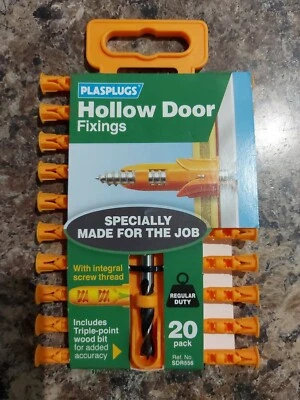 PLASPLUGS
Hollow Door
Fixings
SPECIALLY
MADE FOR THE JOB
With integral
screw thread
REGULAR
DUTY
Includes
Triple-point
wood bit
for added
accuracy
20
pack
Ref. No.
SDR558